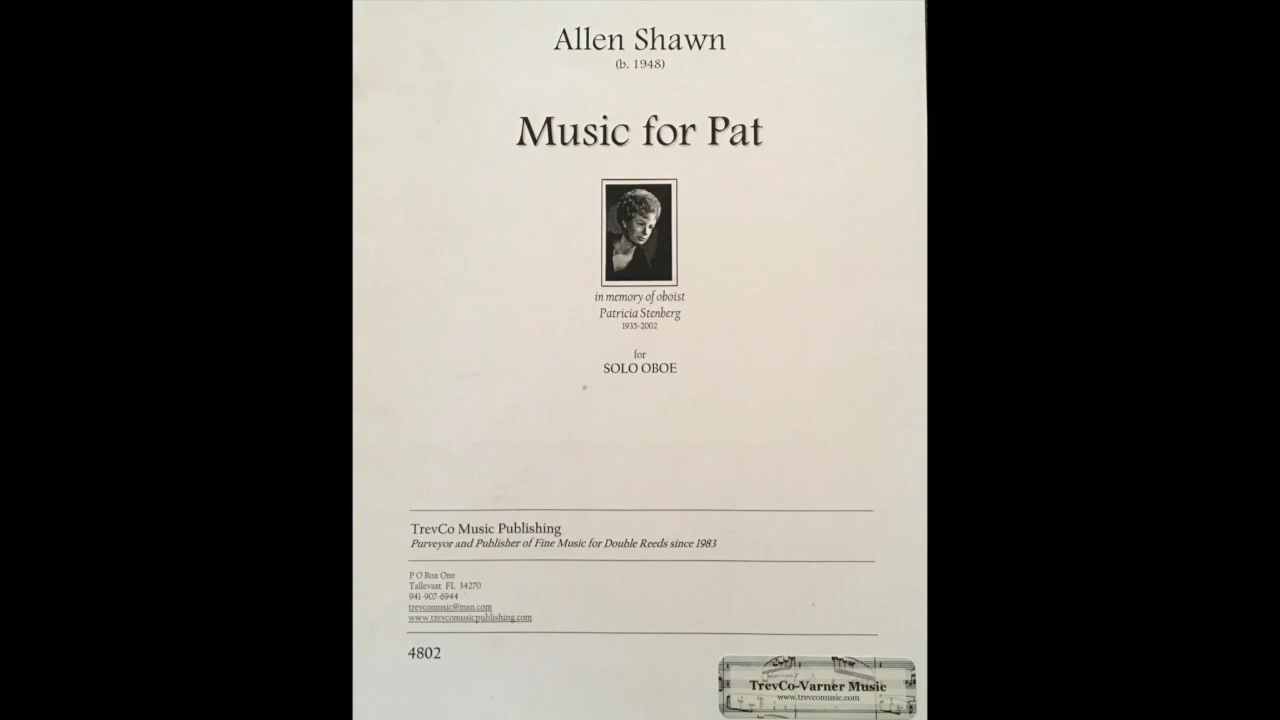 Allen Shawn
(b. 1948)
Music for Pat
in memory of oboist
Patricia Stenberg
1935-2002
for
SOLO OBOE
TrevCo Music Publishing
Purveyor and Publisher of Fine Music for Double Reeds since 1983
P O Box One
Tallevast FL 34270
941-907-6944
trevcomusic@msn.com
www.trevcomusicpublishing.com
4802
TrevCo-Varner Music
www.trevcomusic.com